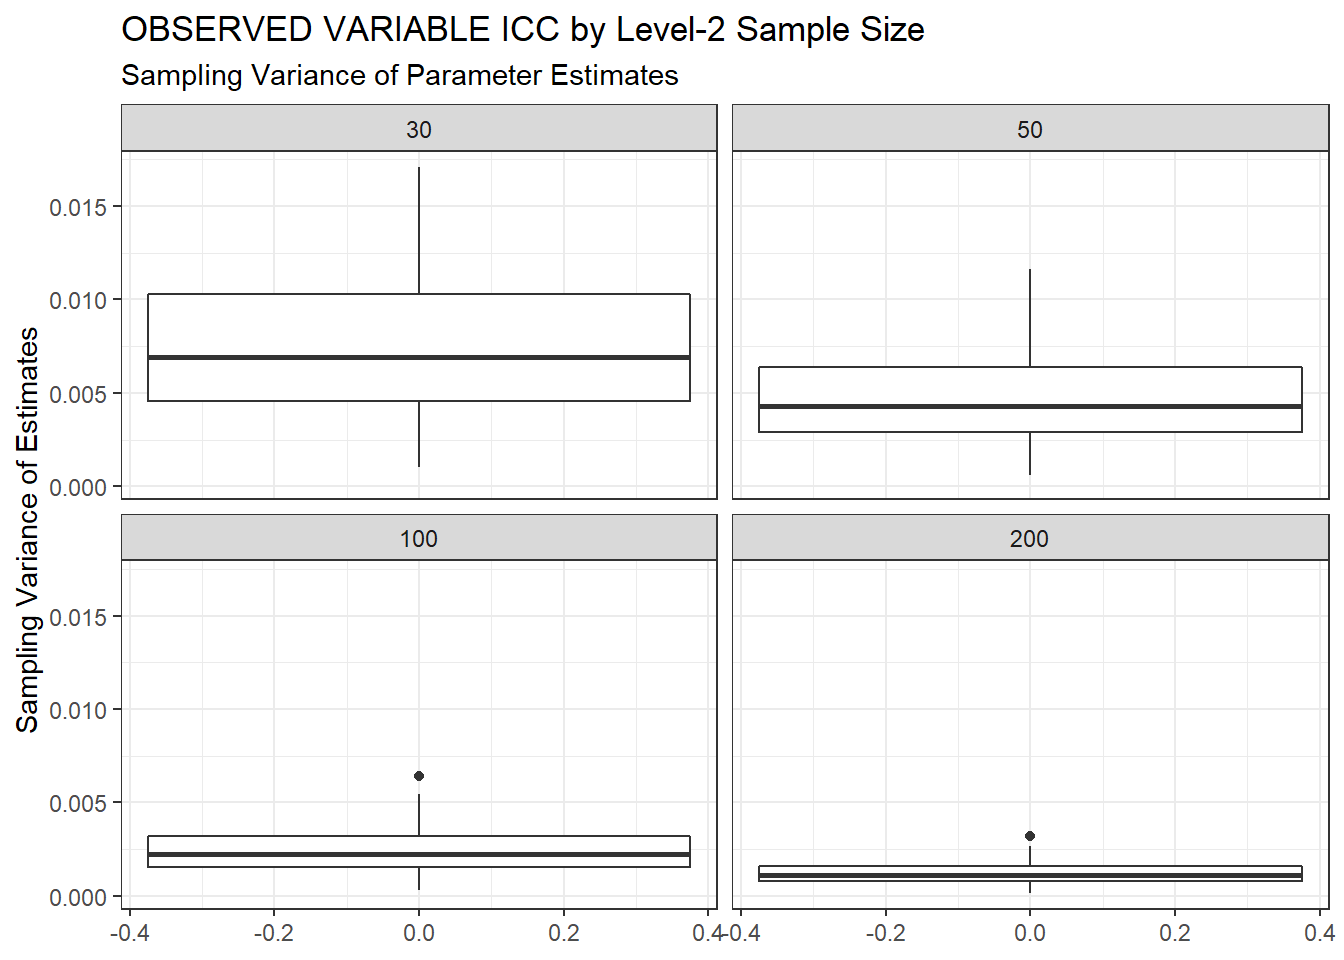 OBSERVED VARIABLE ICC by Level-2 Sample Size
Sampling Variance of Parameter Estimates
30
50
0.015
0.010
0.005
0.000
Sampling Variance of Estimates
100
200
0.015
0.010
0.005
0.000
-0.4 -0.2 0.0 0.2 0.4
-0.4 -0.2 0.0 0.2 0.4